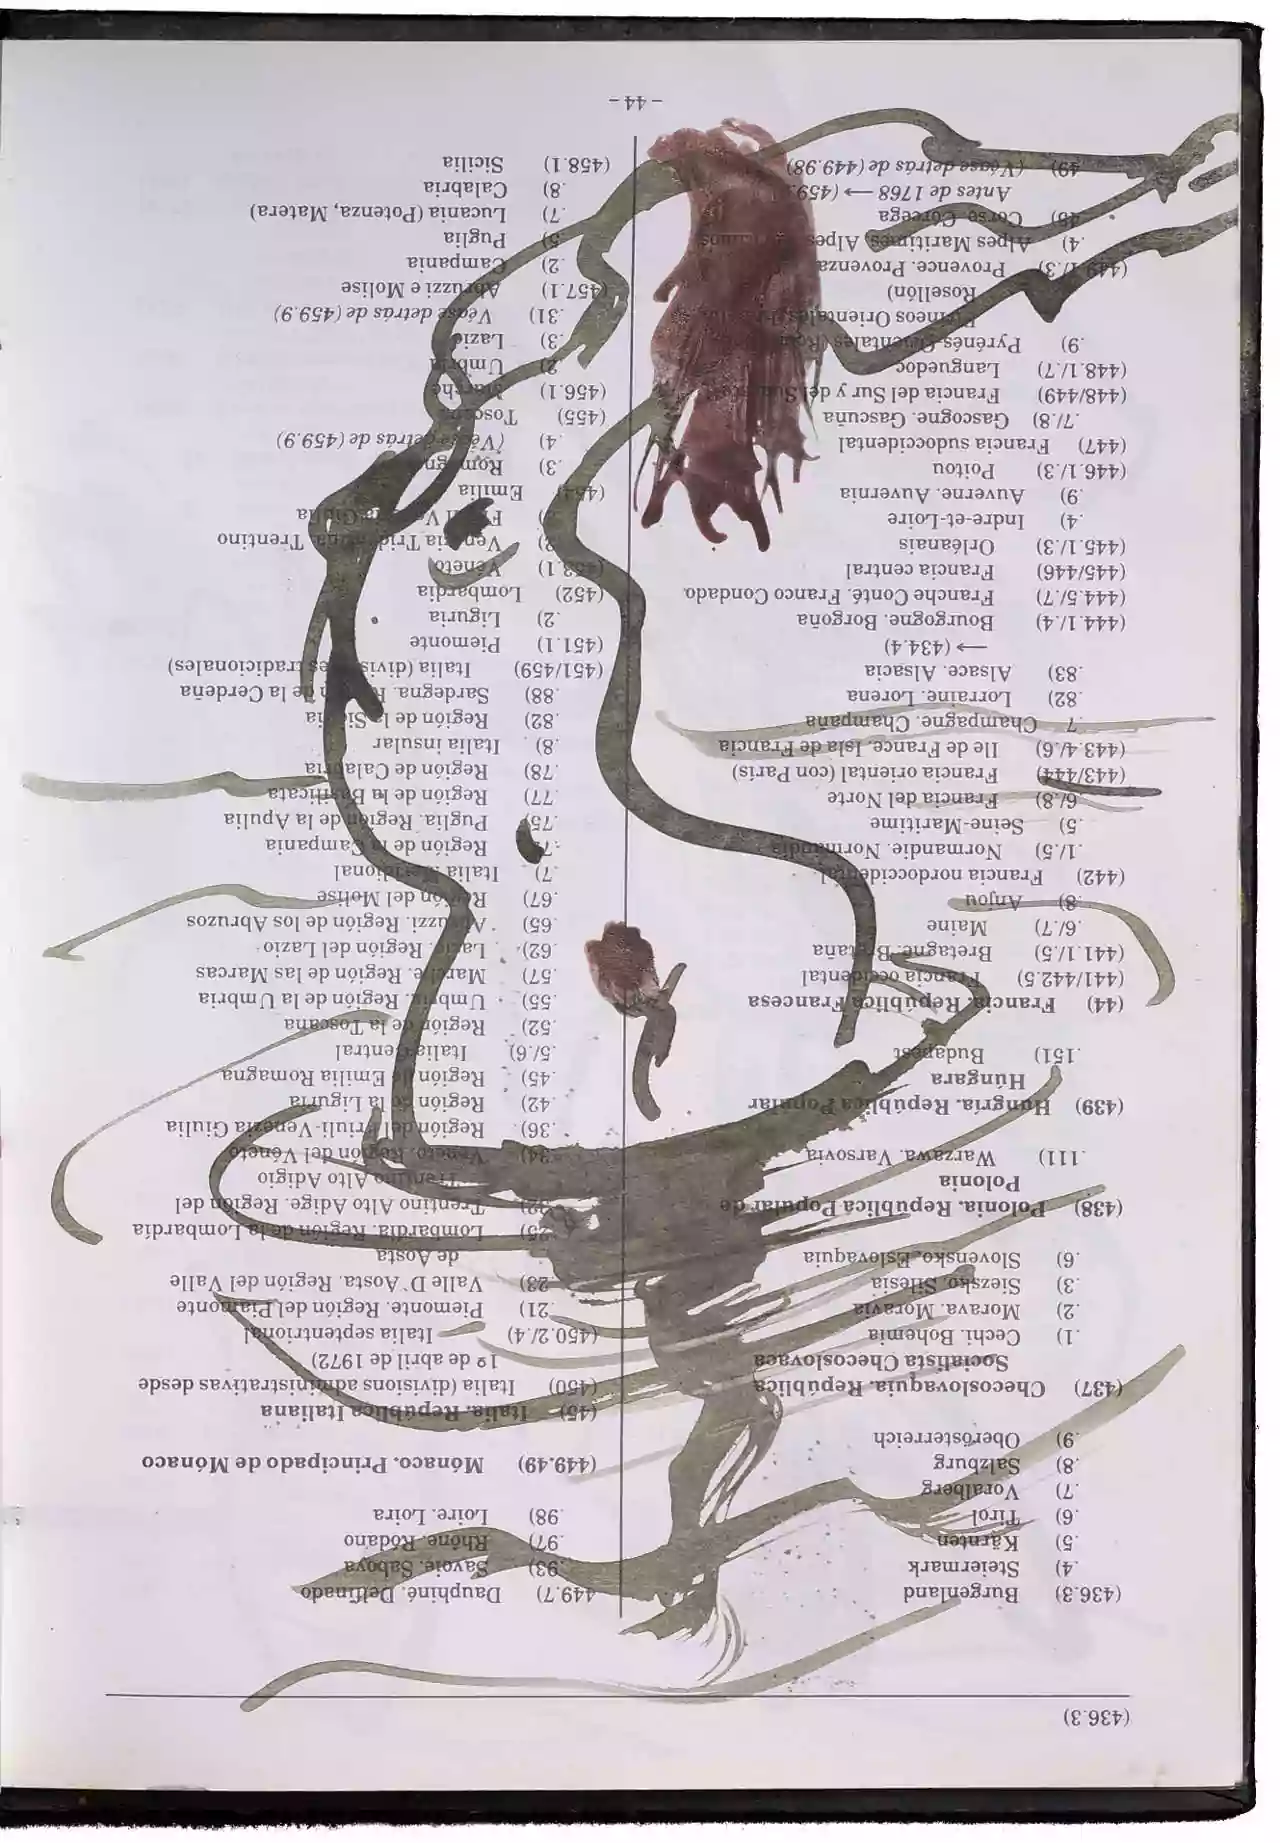 (436.3)
(436.3) Burgenland
.4) Steiermark
.5) Kärnten
.6) Tirol
.7) Voralberg
.8) Salzburg
.9) Oberösterreich
(437) Checoslovaquia. República
Socialista Checoslovaca
.1) Cechi. Bohemia
.2) Morava. Moravia
.3) Slezsko. Silesia
.6) Slovensko. Eslovaquia
(438) Polonia. República Popular de
Polonia
.111) Warzawa. Varsovia
(439) Hungría. República Popular
Húngara
.151) Budapest
(44) Francia. República Francesa
(441/442.5) Francia occidental
(441.1/.5) Bretagne. Bretaña
.6/.7) Maine
.8) Anjou
(442) Francia nordoccidental
.1/.5) Normandie. Normandía
.5) Seine-Maritime
.6/.8) Francia del Norte
(443/444) Francia oriental (con París)
(443.4/.6) Ile de France. Isla de Francia
.7 Champagne. Champaña
.82) Lorraine. Lorena
.83) Alsace. Alsacia
→ (434.4)
(444.1/.4) Bourgogne. Borgoña
(444.5/.7) Franche Conté. Franco Condado
(445/446) Francia central
(445.1/.3) Orléanais
.4) Indre-et-Loire
.9) Auverne. Auvernia
(446.1/.3) Poitou
(447) Francia sudoccidental
.7/.8) Gascogne. Gascuña
(448/449) Francia del Sur y del
(448.1/.7) Languedoc
.9) Pyrénés-Orientales
Pirineos Orientales
Rosellón)
(449.1/.3) Provence. Provenza
.4) Alpes Maritimes. Alpes
.45) Corse. Córcega
Antes de 1768 → (459.
.49) (Véase detrás de (449.98)
449.7) Dauphiné. Delfinado
.93) Savoie. Saboya
.97) Rhône. Ródano
.98) Loire. Loira
(449.49) Mónaco. Principado de Mónaco
(45) Italia. República Italiana
(450) Italia (divisions administrativas desde
1º de abril de 1972)
(450.2/.4) Italia septentrional
.21) Piemonte. Región del Piamonte
.23) Valle D'Aosta. Región del Valle
de Aosta
.25) Lombardía. Región de la Lombardía
.32) Trentino Alto Adige. Región del
Trentino Alto Adigio
.34) Veneto. Región del Véneto
.36) Región del Friuli-Venezia Giulia
.42) Región de la Liguria
.45) Región de Emilia Romagna
.5/.6) Italia Central
.52) Región de la Toscana
.55) Umbria. Región de la Umbria
.57) Marche. Región de las Marcas
.62) Lazio. Región del Lazio
.65) Abruzzi. Región de los Abruzos
.67) Región del Molise
.7) Italia Meridional
Región de la Campania
.75) Puglia. Región de la Apulia
.77) Región de la Basilicata
.78) Región de Calabria
.8) Italia insular
.82) Región de la Sicilia
.88) Sardegna. Región de la Cerdeña
(451/459) Italia (divisiones tradicionales)
(451.1) Piemonte
.2) Liguria
(452) Lombardia
(453.1) Véneto
.2) Venezia Tridentina. Trentino
Friuli Venezia Giulia
(454) Emilia
.3) Romagna
.4) (Véase detrás de (459.9)
(455) Toscana
(456.1) Marche
.2) Umbria
.3) Lazio
.31) Véase detrás de (459.9)
(457.1) Abruzzi e Molise
.2) Campania
.5) Puglia
.7) Lucania (Potenza, Matera)
.8) Calabria
(458.1) Sicilia
– 44 –